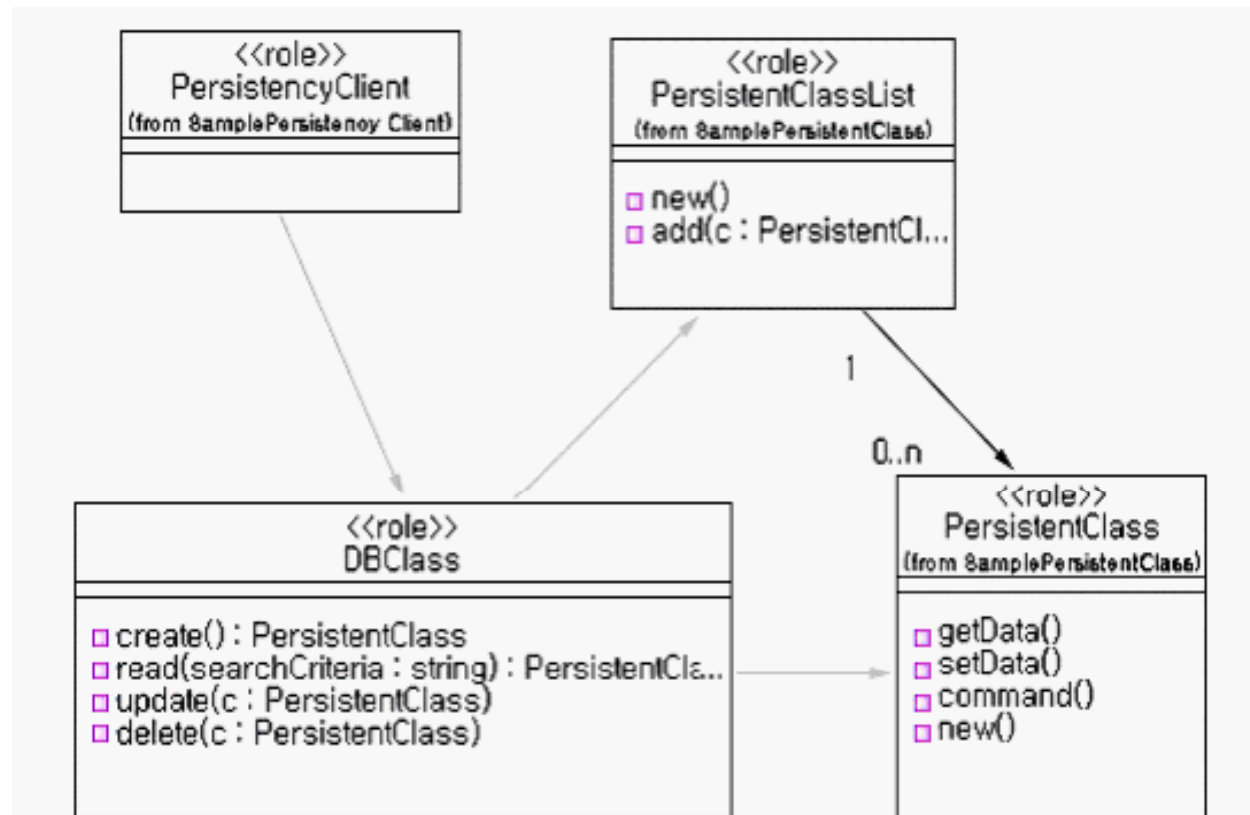 <<role>>
PersistencyClient
(from SamplePersistency Client)
<<role>>
PersistentClassList
(from SamplePersistentClass)
new()
add(c : PersistentCl...
1
0..n
<<role>>
DBClass
create() : PersistentClass
read(searchCriteria : string) : PersistentCla...
update(c : PersistentClass)
delete(c : PersistentClass)
<<role>>
PersistentClass
(from SamplePersistentClass)
getData()
setData()
command()
new()